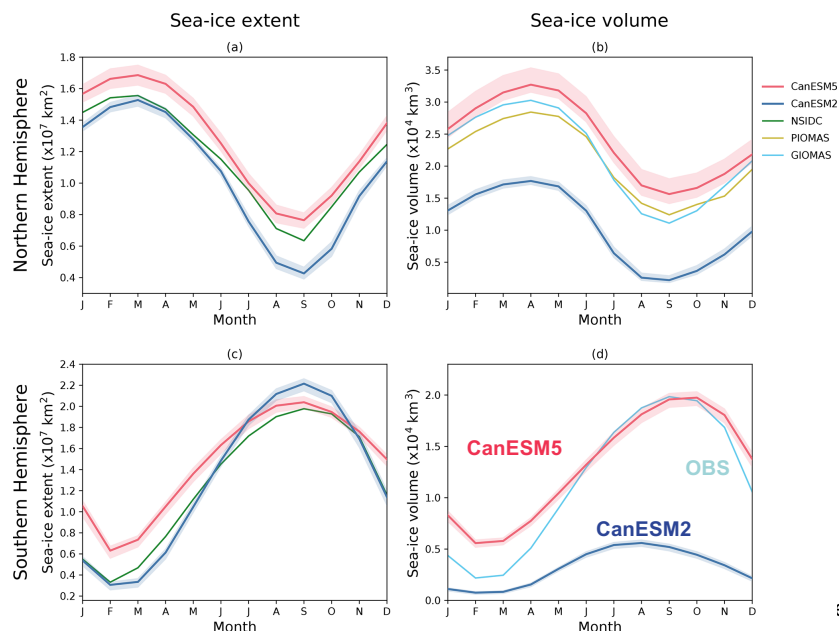 Sea-ice extent
Sea-ice volume
Northern Hemisphere
Southern Hemisphere
(a)
Sea-ice extent (x10⁷ km²)
1.8
1.6
1.4
1.2
1.0
0.8
0.6
0.4
J F M A M J J A S O N D
Month
(b)
Sea-ice volume (x10⁴ km³)
3.5
3.0
2.5
2.0
1.5
1.0
0.5
J F M A M J J A S O N D
Month
CanESM5
CanESM2
NSIDC
PIOMAS
GIOMAS
(c)
Sea-ice extent (x10⁷ km²)
2.4
2.2
2.0
1.8
1.6
1.4
1.2
1.0
0.8
0.6
0.4
0.2
J F M A M J J A S O N D
Month
(d)
Sea-ice volume (x10⁴ km³)
2.0
1.5
1.0
0.5
0.0
CanESM5
OBS
CanESM2
J F M A M J J A S O N D
Month